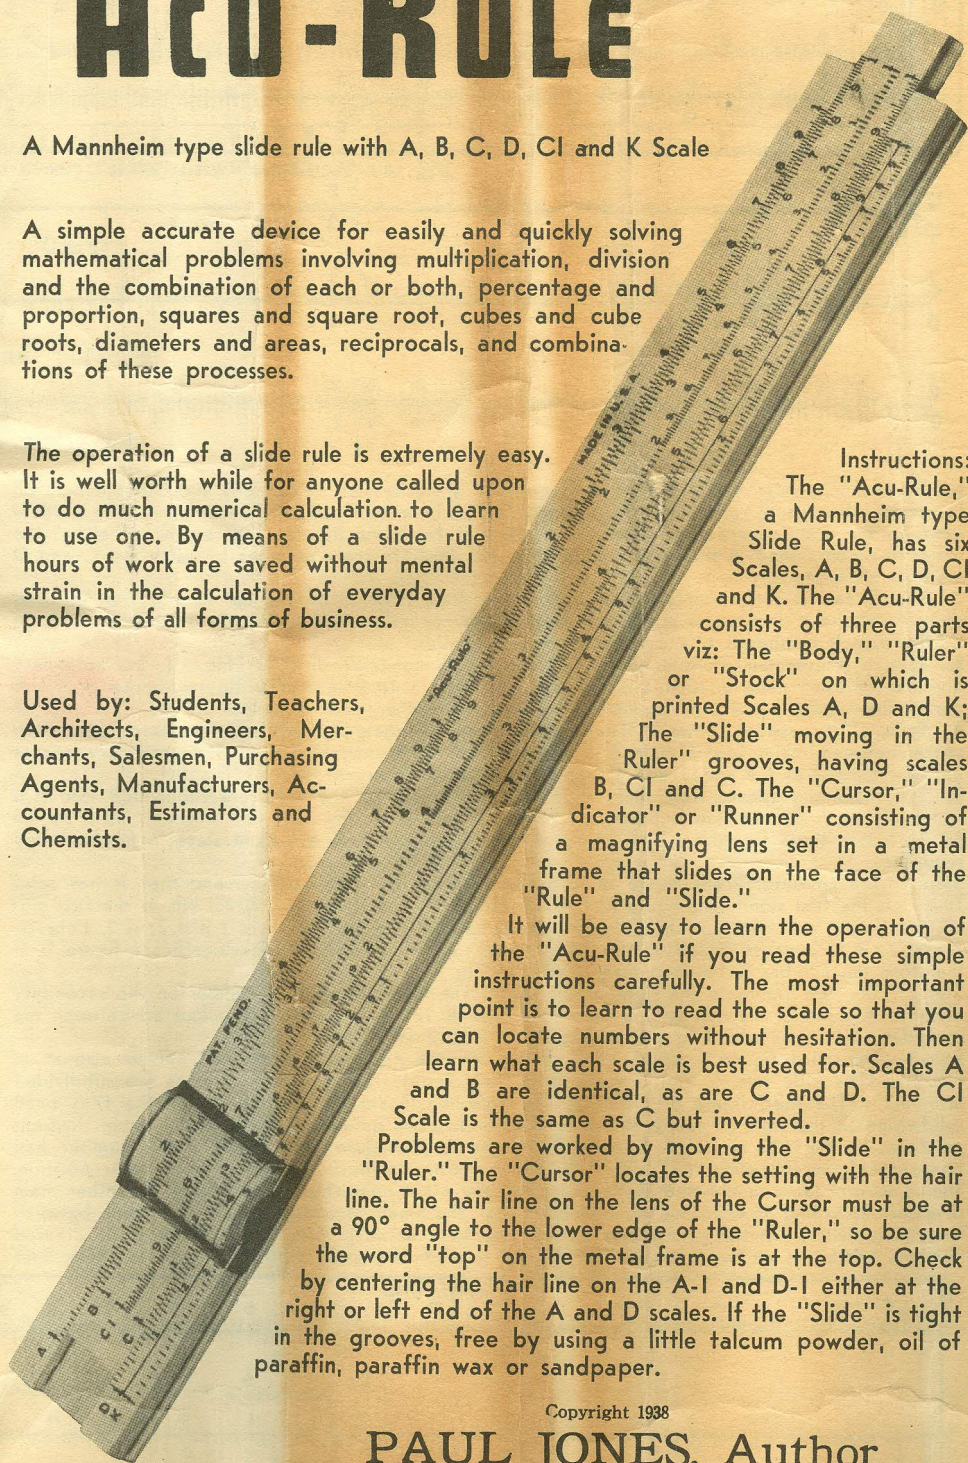 ACU-RULE
A Mannheim type slide rule with A, B, C, D, CI and K Scale
A simple accurate device for easily and quickly solving
mathematical problems involving multiplication, division
and the combination of each or both, percentage and
proportion, squares and square root, cubes and cube
roots, diameters and areas, reciprocals, and combina-
tions of these processes.
The operation of a slide rule is extremely easy.
It is well worth while for anyone called upon
to do much numerical calculation. to learn
to use one. By means of a slide rule
hours of work are saved without mental
strain in the calculation of everyday
problems of all forms of business.
Used by: Students, Teachers,
Architects, Engineers, Mer-
chants, Salesmen, Purchasing
Agents, Manufacturers, Ac-
countants, Estimators and
Chemists.
MADE IN U.S.A.
"Acu-Rule"
PAT. PEND.
A
B
CI
C
D
K
Instructions:
The "Acu-Rule,"
a Mannheim type
Slide Rule, has six
Scales, A, B, C, D, CI
and K. The "Acu-Rule"
consists of three parts
viz: The "Body," "Ruler"
or "Stock" on which is
printed Scales A, D and K;
The "Slide" moving in the
Ruler" grooves, having scales
B, CI and C. The "Cursor," "In-
dicator" or "Runner" consisting of
a magnifying lens set in a metal
frame that slides on the face of the
"Rule" and "Slide."
It will be easy to learn the operation of
the "Acu-Rule" if you read these simple
instructions carefully. The most important
point is to learn to read the scale so that you
can locate numbers without hesitation. Then
learn what each scale is best used for. Scales A
and B are identical, as are C and D. The CI
Scale is the same as C but inverted.
Problems are worked by moving the "Slide" in the
"Ruler." The "Cursor" locates the setting with the hair
line. The hair line on the lens of the Cursor must be at
a 90° angle to the lower edge of the "Ruler," so be sure
the word "top" on the metal frame is at the top. Check
by centering the hair line on the A-1 and D-1 either at the
right or left end of the A and D scales. If the "Slide" is tight
in the grooves, free by using a little talcum powder, oil of
paraffin, paraffin wax or sandpaper.
Copyright 1938
PAUL JONES, Author